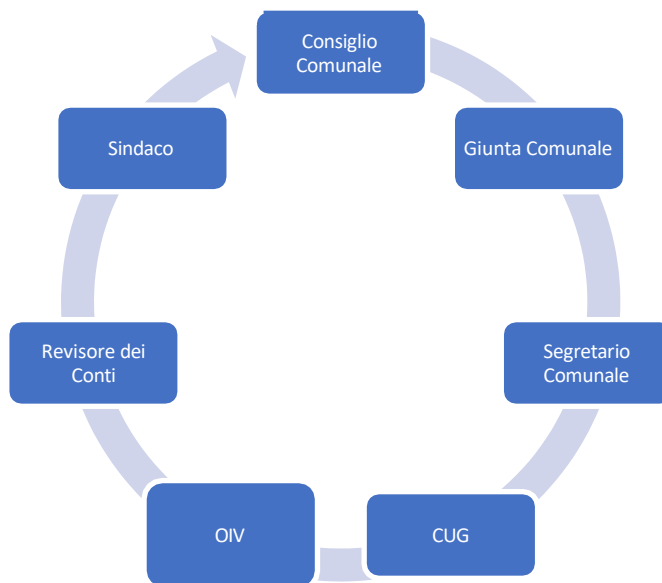 Consiglio
Comunale
Giunta Comunale
Segretario
Comunale
CUG
OIV
Revisore dei
Conti
Sindaco